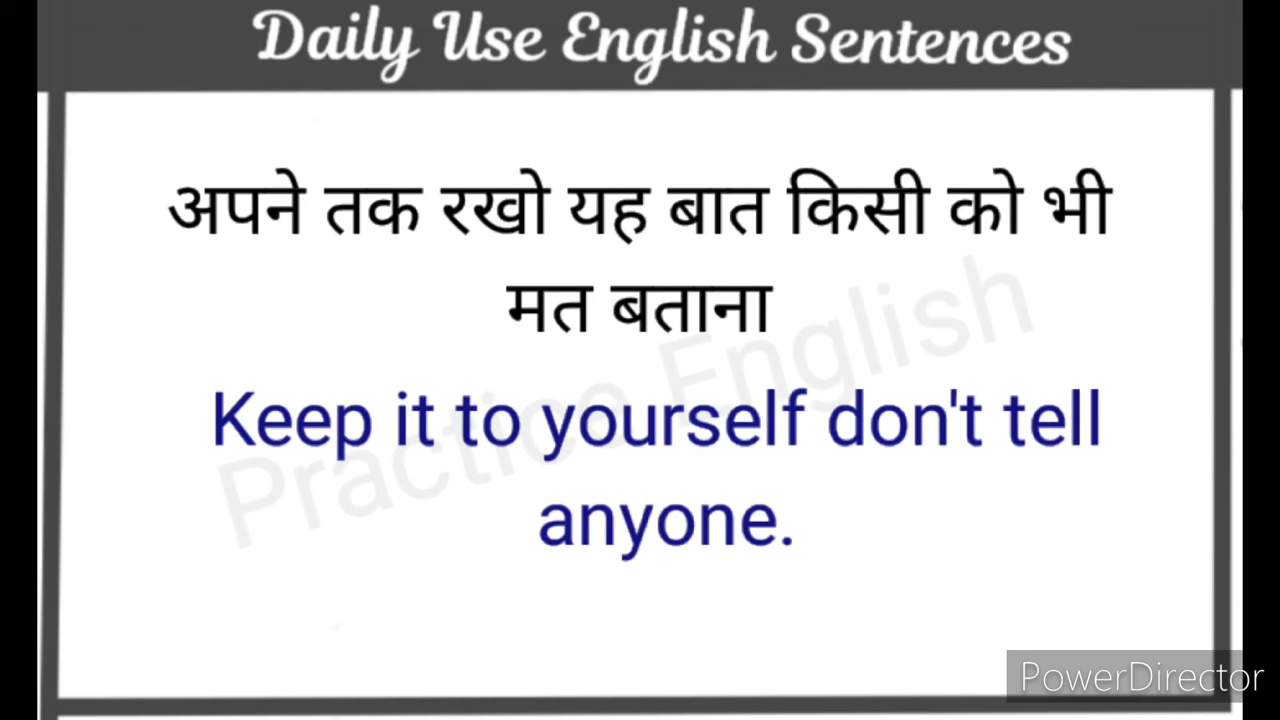 Daily Use English Sentences
अपने तक रखो यह बात किसी को भी
मत बताना
Keep it to yourself don't tell
anyone.
Practice English
PowerDirector